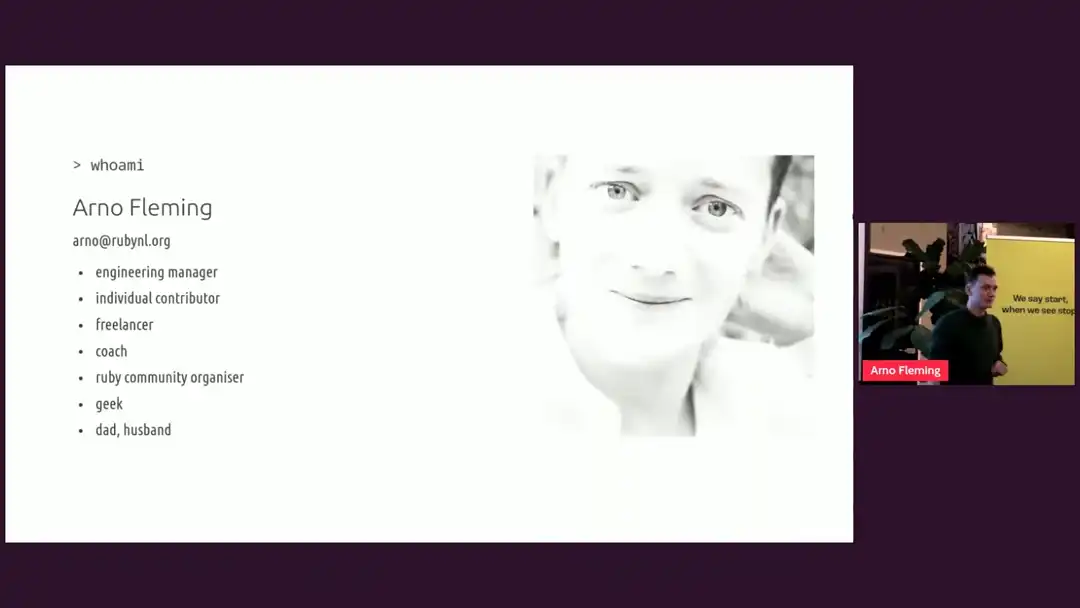 > whoami
Arno Fleming
arno@rubynl.org
• engineering manager
• individual contributor
• freelancer
• coach
• ruby community organiser
• geek
• dad, husband
We say start,
when we see stop
Arno Fleming